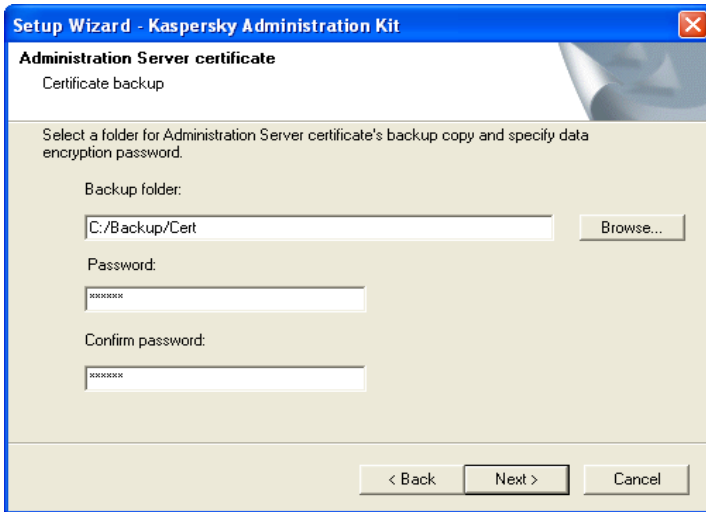 Setup Wizard - Kaspersky Administration Kit
Administration Server certificate
Certificate backup
Select a folder for Administration Server certificate's backup copy and specify data
encryption password.
Backup folder:
C:/Backup/Cert
Browse...
Password:
******
Confirm password:
******
< Back
Next >
Cancel